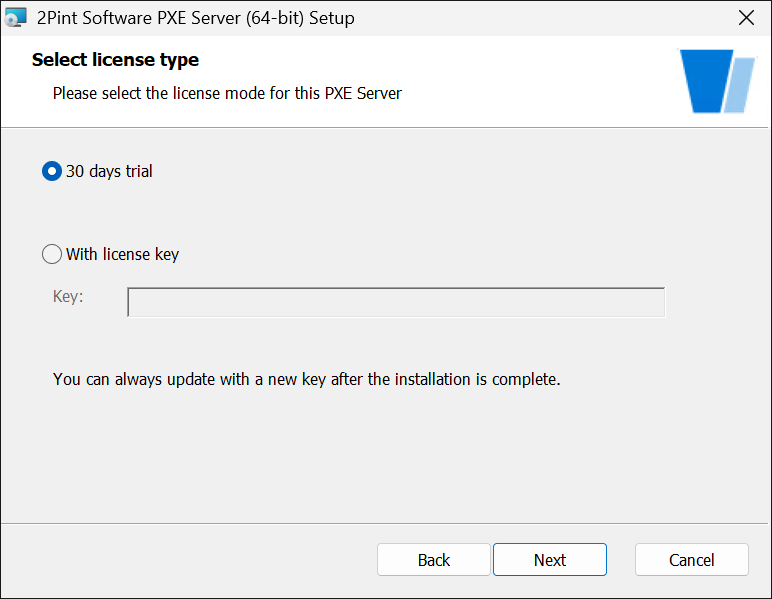 2Pint Software PXE Server (64-bit) Setup
Select license type
Please select the license mode for this PXE Server
30 days trial
With license key
Key:
You can always update with a new key after the installation is complete.
Back
Next
Cancel